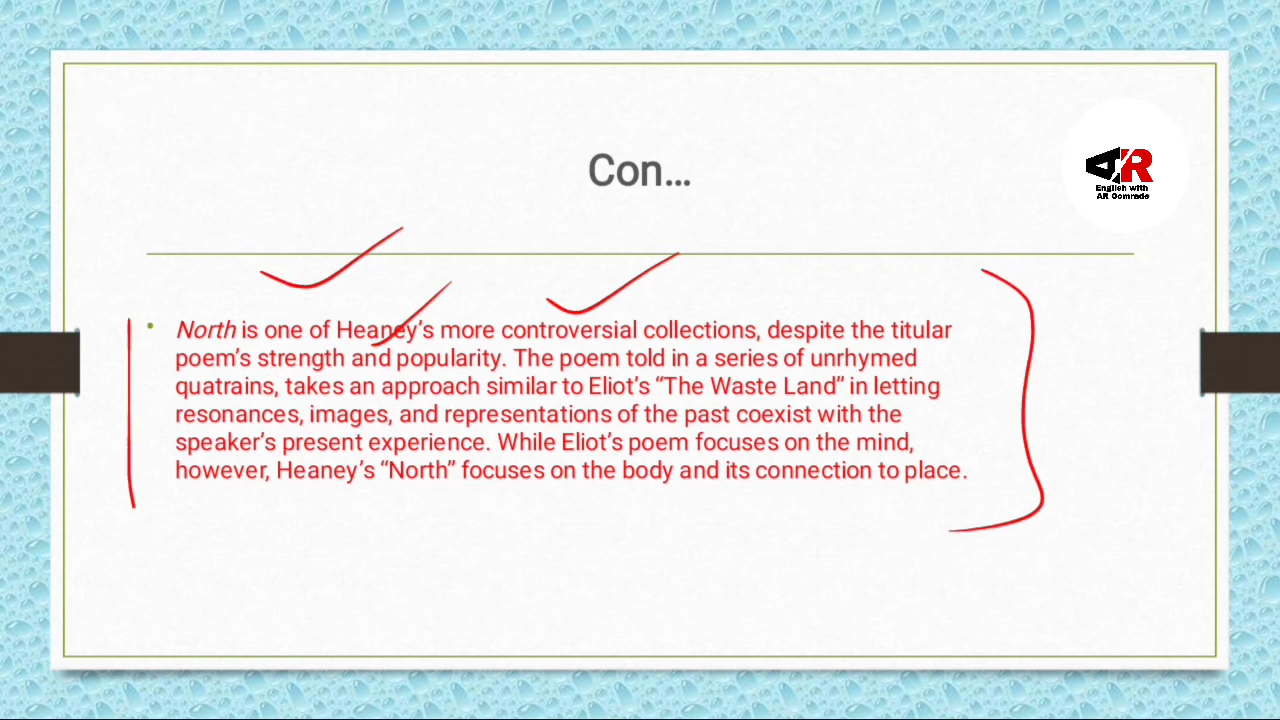 Con...
AR
English with
AR Comrade
• North is one of Heaney’s more controversial collections, despite the titular
poem’s strength and popularity. The poem told in a series of unrhymed
quatrains, takes an approach similar to Eliot’s “The Waste Land” in letting
resonances, images, and representations of the past coexist with the
speaker’s present experience. While Eliot’s poem focuses on the mind,
however, Heaney’s “North” focuses on the body and its connection to place.